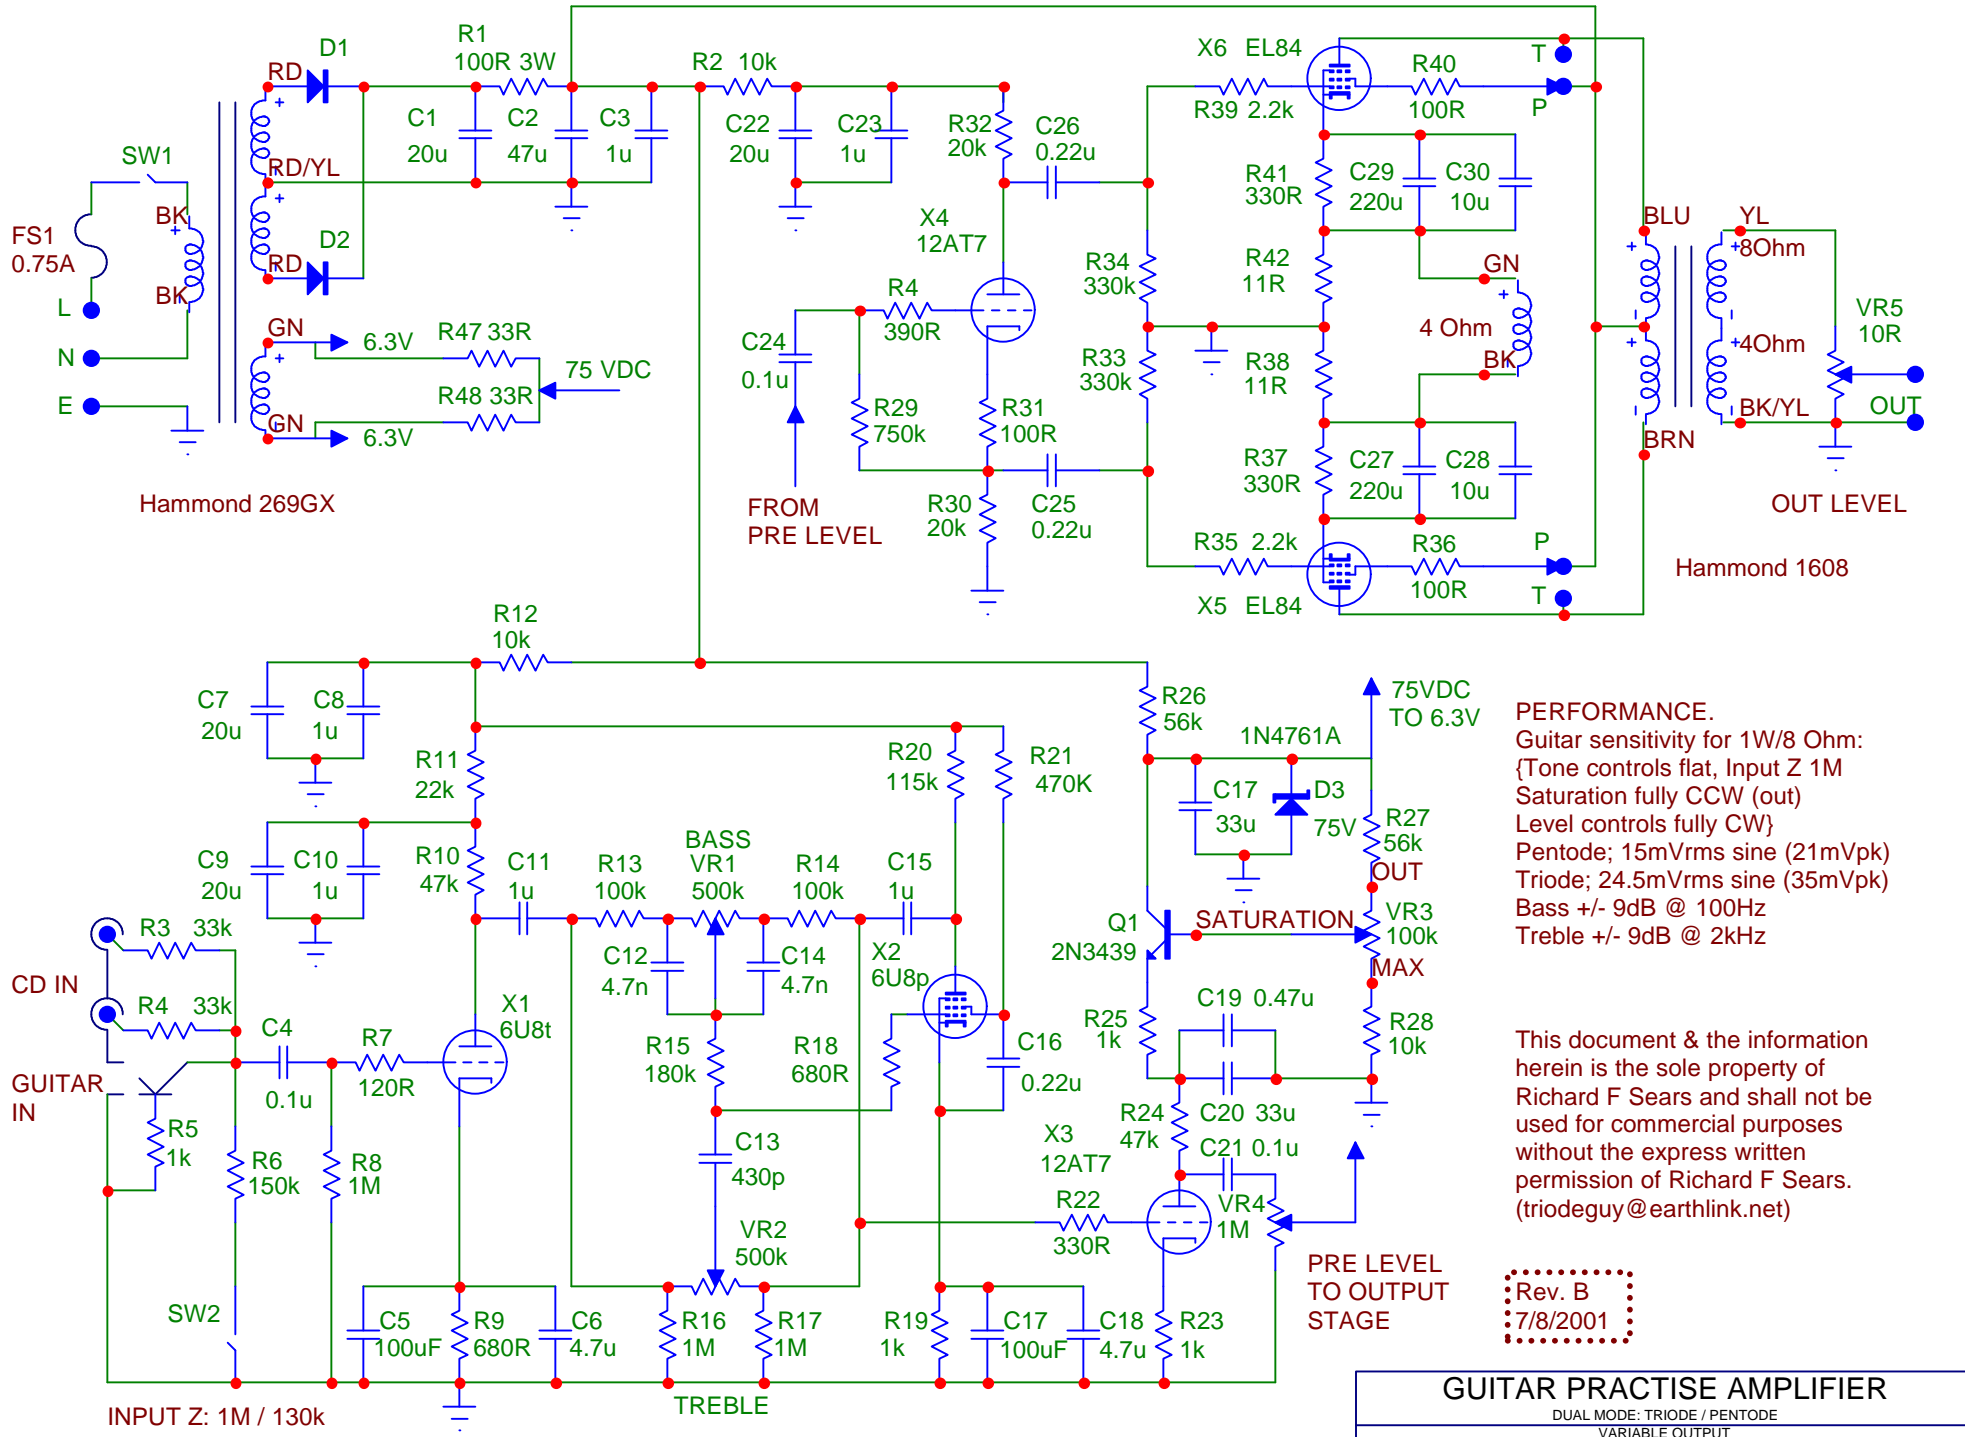 D1
RD
R1
100R 3W
R2 10k
C1
20u
C2
47u
C3
1u
C22
20u
C23
1u
R32
20k
C26
0.22u
X6 EL84
R39 2.2k
R40
100R
T
P
SW1
FS1
0.75A
BK
BK
RD/YL
D2
RD
L
N
E
GN
6.3V
R47 33R
75 VDC
R48 33R
GN
6.3V
Hammond 269GX
X4
12AT7
R4
390R
C24
0.1u
R29
750k
R31
100R
R30
20k
C25
0.22u
FROM
PRE LEVEL
R34
330k
R33
330k
R41
330R
C29
220u
C30
10u
R42
11R
R38
11R
GN
4 Ohm
BK
R37
330R
C27
220u
C28
10u
R35 2.2k
X5 EL84
R36
100R
P
T
BLU
BRN
YL
8Ohm
4Ohm
BK/YL
VR5
10R
OUT
OUT LEVEL
Hammond 1608
R12
10k
C7
20u
C8
1u
R11
22k
C9
20u
C10
1u
R10
47k
C11
1u
R13
100k
BASS
VR1
500k
R14
100k
C15
1u
R20
115k
R21
470K
C12
4.7n
C14
4.7n
X2
6U8p
R15
180k
R18
680R
C16
0.22u
C13
430p
VR2
500k
R3 33k
CD IN
R4 33k
GUITAR
IN
C4
0.1u
R7
120R
X1
6U8t
R5
1k
R6
150k
R8
1M
SW2
C5
100uF
R9
680R
C6
4.7u
R16
1M
R17
1M
TREBLE
R19
1k
C17
100uF
C18
4.7u
R23
1k
INPUT Z: 1M / 130k
R26
56k
75VDC
TO 6.3V
1N4761A
C17
33u
D3
75V
R27
56k
OUT
SATURATION
VR3
100k
MAX
Q1
2N3439
R25
1k
C19 0.47u
R28
10k
C20 33u
R24
47k
C21 0.1u
X3
12AT7
R22
330R
VR4
1M
PRE LEVEL
TO OUTPUT
STAGE
PERFORMANCE.
Guitar sensitivity for 1W/8 Ohm:
{Tone controls flat, Input Z 1M
Saturation fully CCW (out)
Level controls fully CW}
Pentode; 15mVrms sine (21mVpk)
Triode; 24.5mVrms sine (35mVpk)
Bass +/- 9dB @ 100Hz
Treble +/- 9dB @ 2kHz
This document & the information
herein is the sole property of
Richard F Sears and shall not be
used for commercial purposes
without the express written
permission of Richard F Sears.
(triodeguy@earthlink.net)
Rev. B
7/8/2001
GUITAR PRACTISE AMPLIFIER
DUAL MODE: TRIODE / PENTODE
VARIABLE OUTPUT